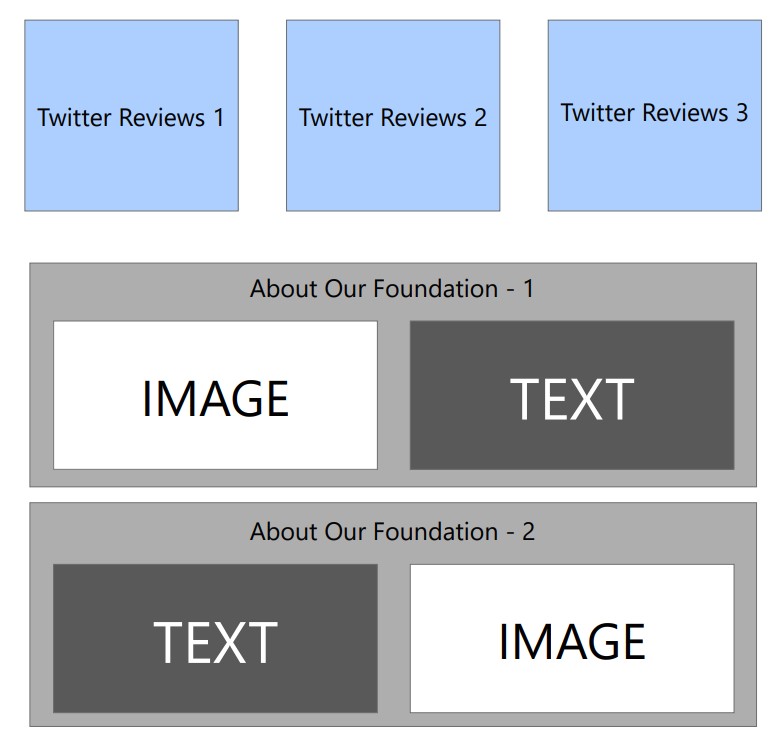 Twitter Reviews 1
Twitter Reviews 2
Twitter Reviews 3
About Our Foundation - 1
IMAGE
TEXT
About Our Foundation - 2
TEXT
IMAGE